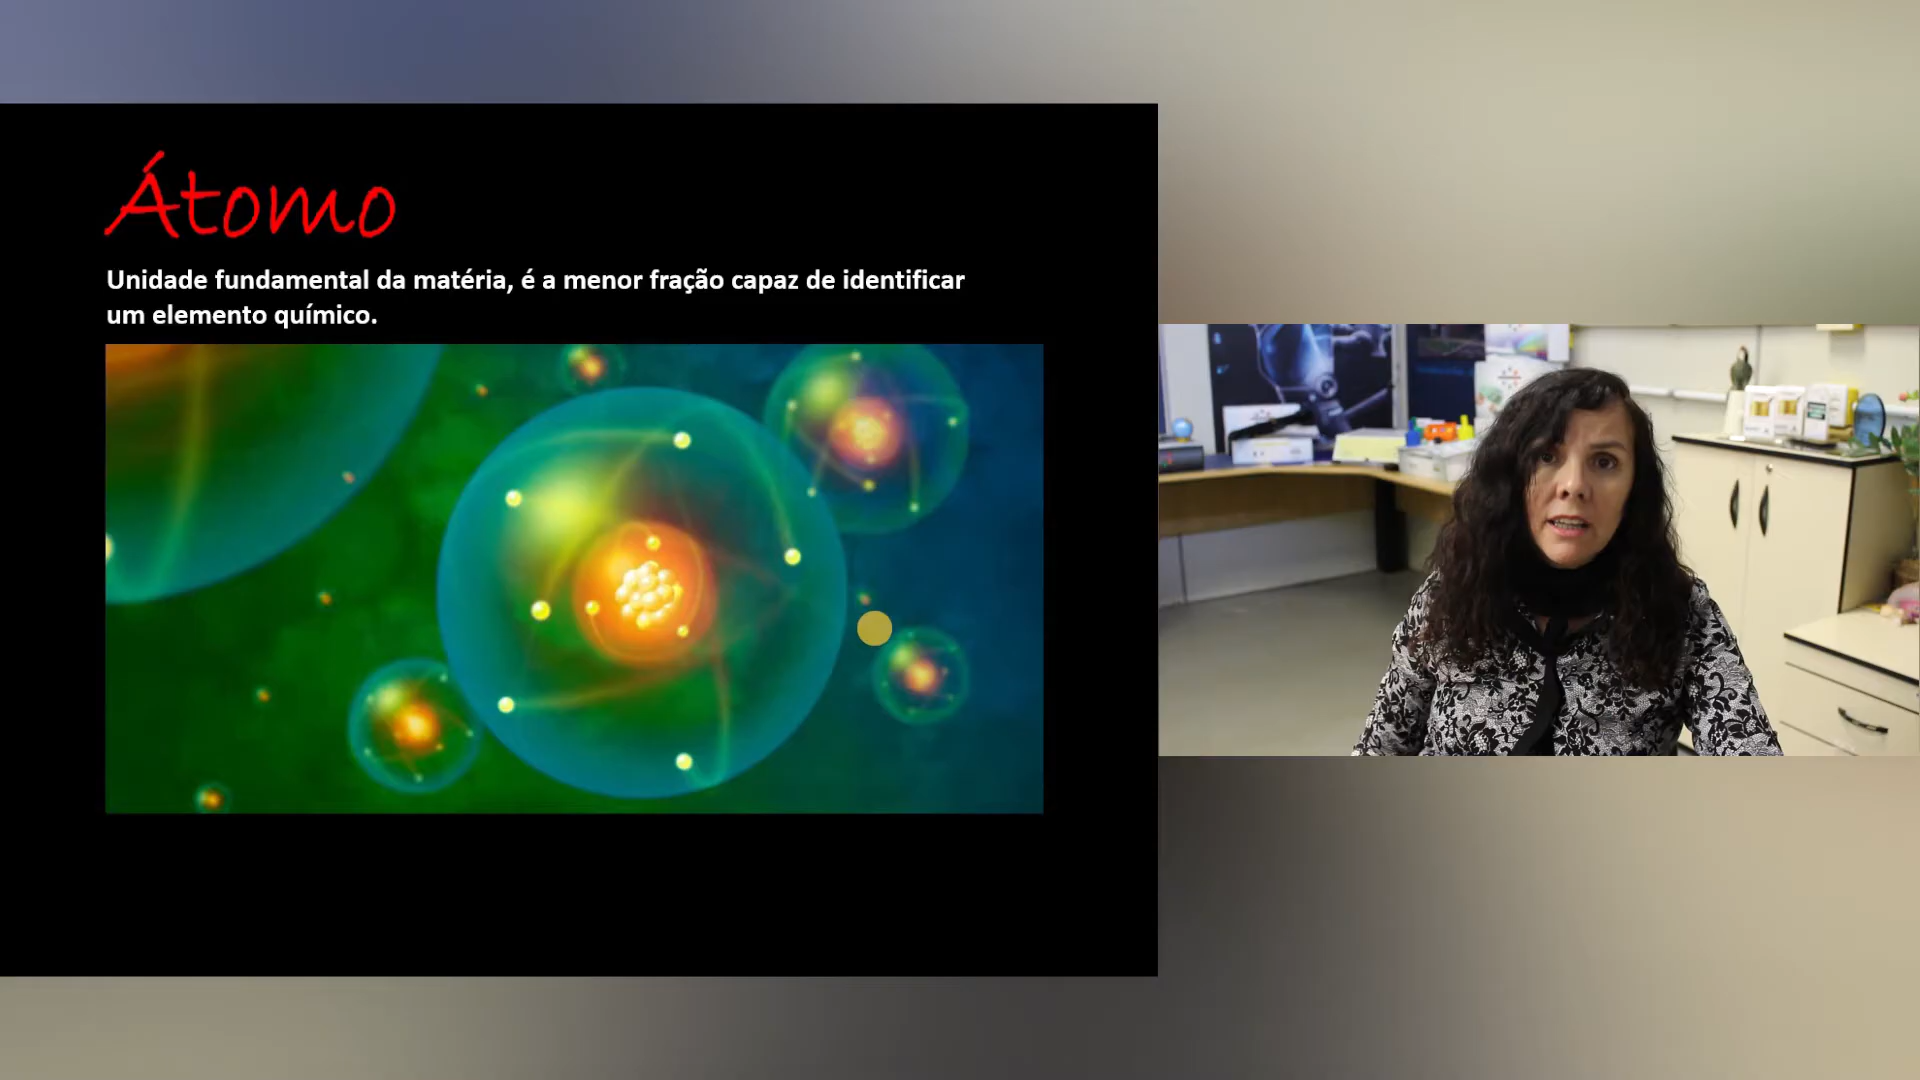 Átomo
Unidade fundamental da matéria, é a menor fração capaz de identificar
um elemento químico.